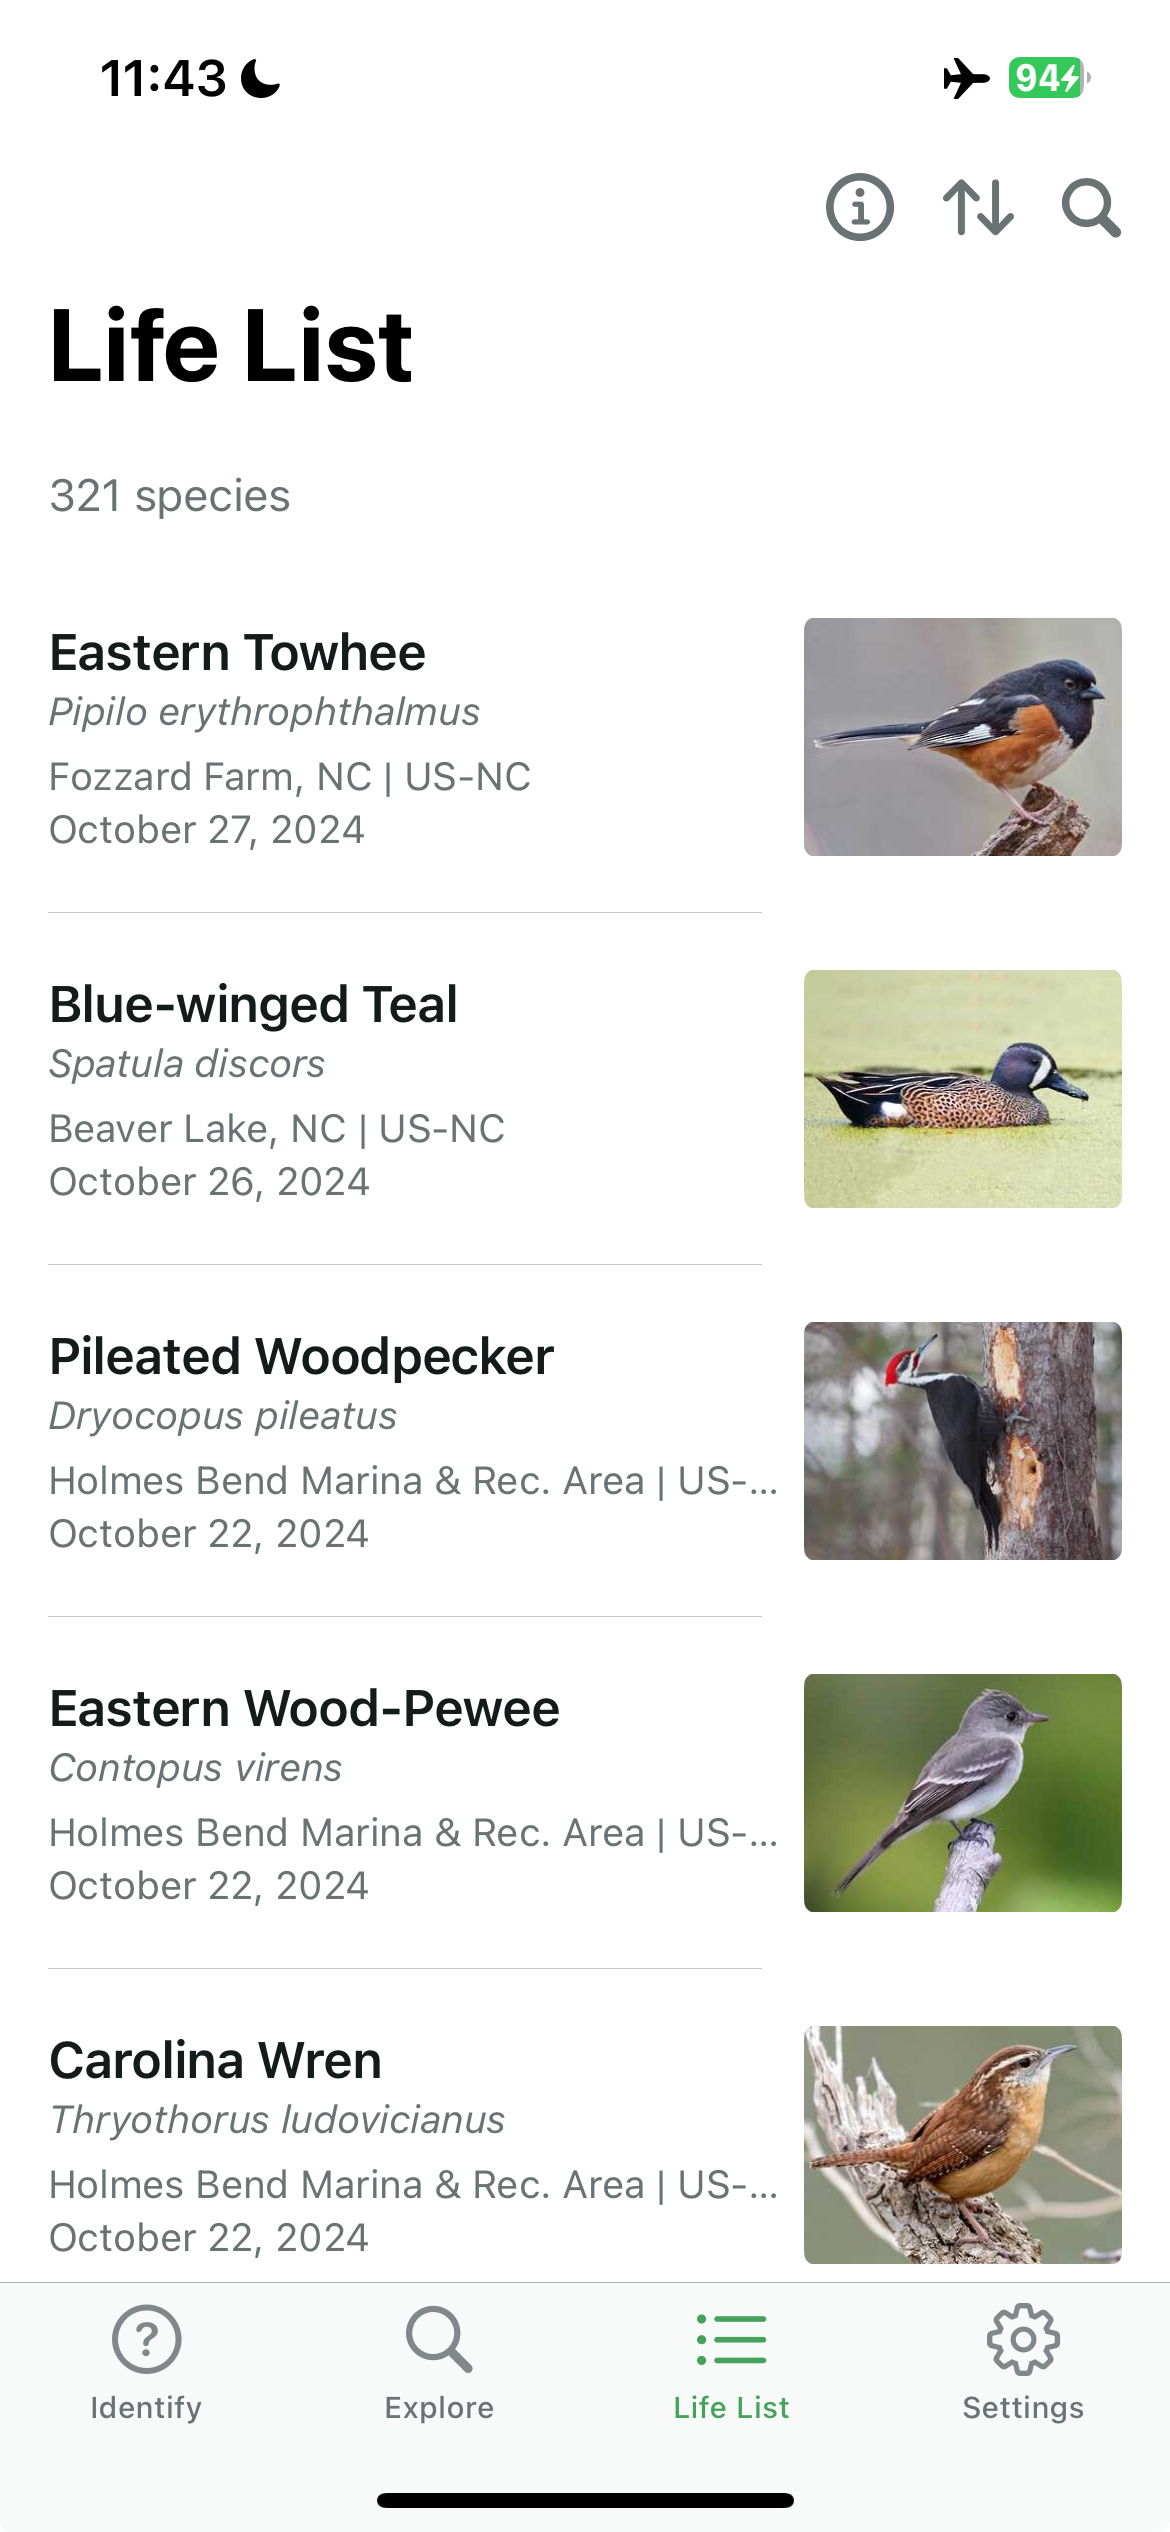 11:43
94
Life List
321 species
Eastern Towhee
Pipilo erythrophthalmus
Fozzard Farm, NC | US-NC
October 27, 2024
Blue-winged Teal
Spatula discors
Beaver Lake, NC | US-NC
October 26, 2024
Pileated Woodpecker
Dryocopus pileatus
Holmes Bend Marina & Rec. Area | US-...
October 22, 2024
Eastern Wood-Pewee
Contopus virens
Holmes Bend Marina & Rec. Area | US-...
October 22, 2024
Carolina Wren
Thryothorus ludovicianus
Holmes Bend Marina & Rec. Area | US-...
October 22, 2024
Identify Explore Life List Settings